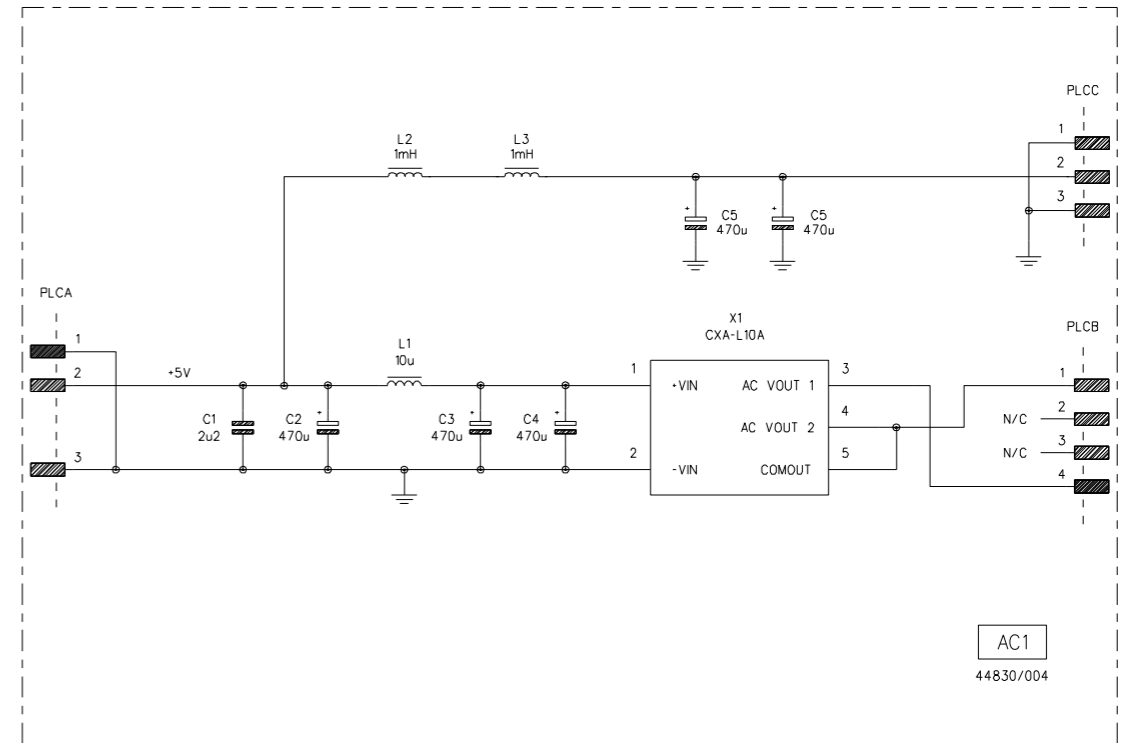 PLCC
L2
1mH
L3
1mH
1
2
3
+
C5
470u
+
C5
470u
PLCA
1
2
3
+5V
L1
10u
X1
CXA-L10A
PLCB
C1
2u2
C2
+
470u
C3
+
470u
C4
+
470u
1
2
+VIN
-VIN
AC VOUT 1
AC VOUT 2
COMOUT
3
4
5
1
N/C
2
N/C
3
4
AC1
44830/004